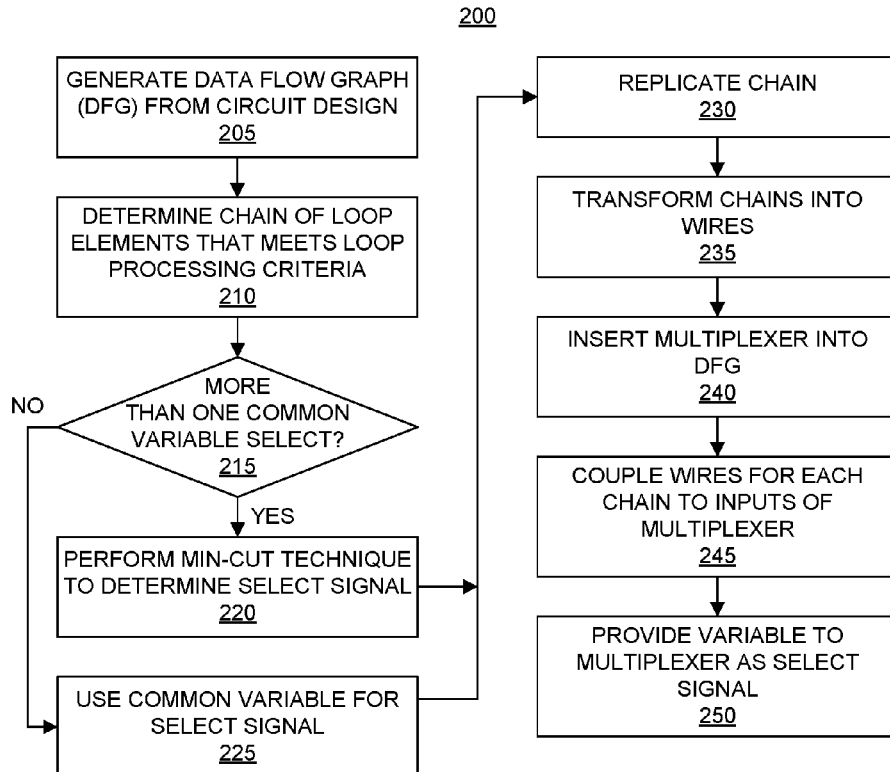 200
GENERATE DATA FLOW GRAPH
(DFG) FROM CIRCUIT DESIGN
205
DETERMINE CHAIN OF LOOP
ELEMENTS THAT MEETS LOOP
PROCESSING CRITERIA
210
MORE
THAN ONE COMMON
VARIABLE SELECT?
215
NO
YES
PERFORM MIN-CUT TECHNIQUE
TO DETERMINE SELECT SIGNAL
220
USE COMMON VARIABLE FOR
SELECT SIGNAL
225
REPLICATE CHAIN
230
TRANSFORM CHAINS INTO
WIRES
235
INSERT MULTIPLEXER INTO
DFG
240
COUPLE WIRES FOR EACH
CHAIN TO INPUTS OF
MULTIPLEXER
245
PROVIDE VARIABLE TO
MULTIPLEXER AS SELECT
SIGNAL
250